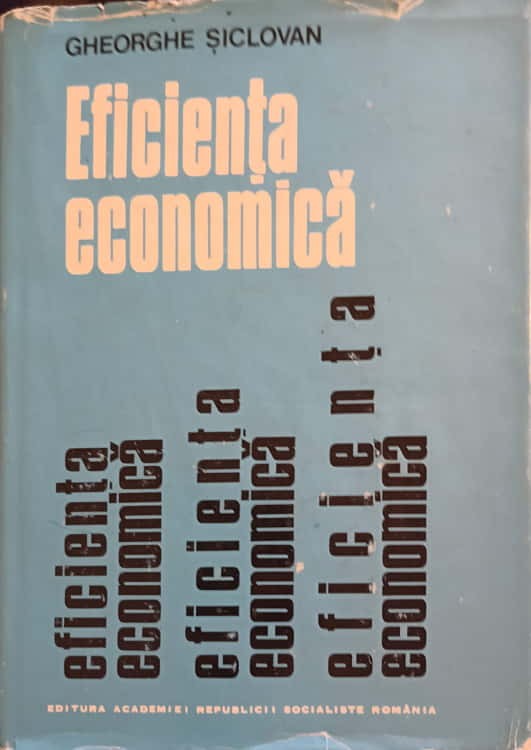 GHEORGHE ȘICLOVAN
Eficiența
economică
eficiența
economică
eficiența
economică
eficiența
economică
EDITURA ACADEMIEI REPUBLICII SOCIALISTE ROMÂNIA